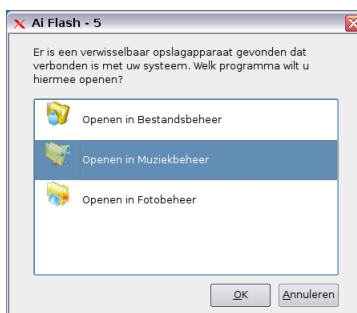 Ai Flash - 5
Er is een verwisselbaar opslagapparaat gevonden dat
verbonden is met uw systeem. Welk programma wilt u
hiermee openen?
Openen in Bestandsbeheer
Openen in Muziekbeheer
Openen in Fotobeheer
OK
Annuleren